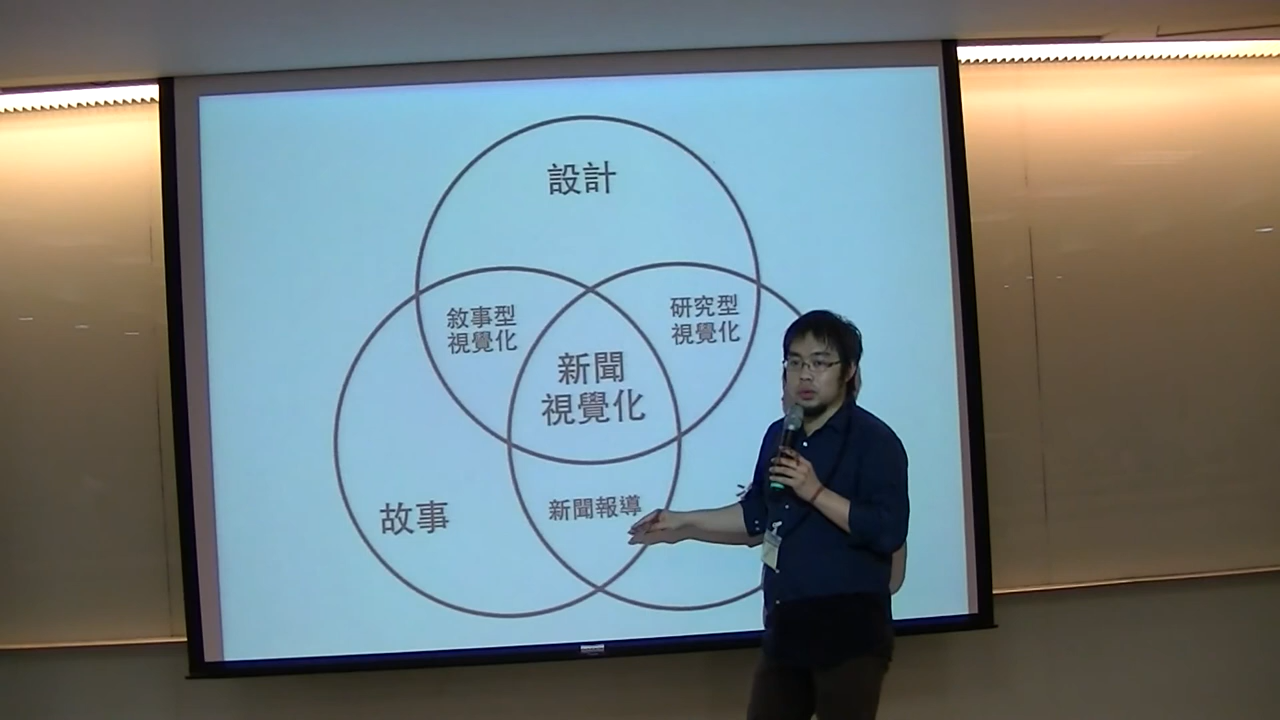 設計
敘事型
視覺化
研究型
視覺化
新聞
視覺化
新聞報導
故事